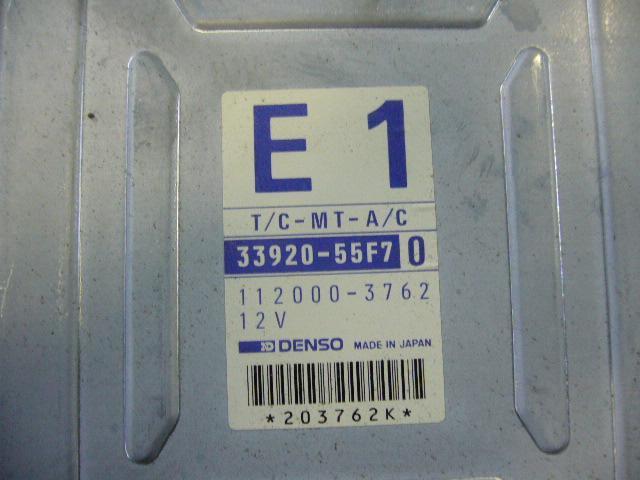 E 1
T/C-MT-A/C
33920-55F7 0
112000-3762
12V
DENSO MADE IN JAPAN
*203762K*